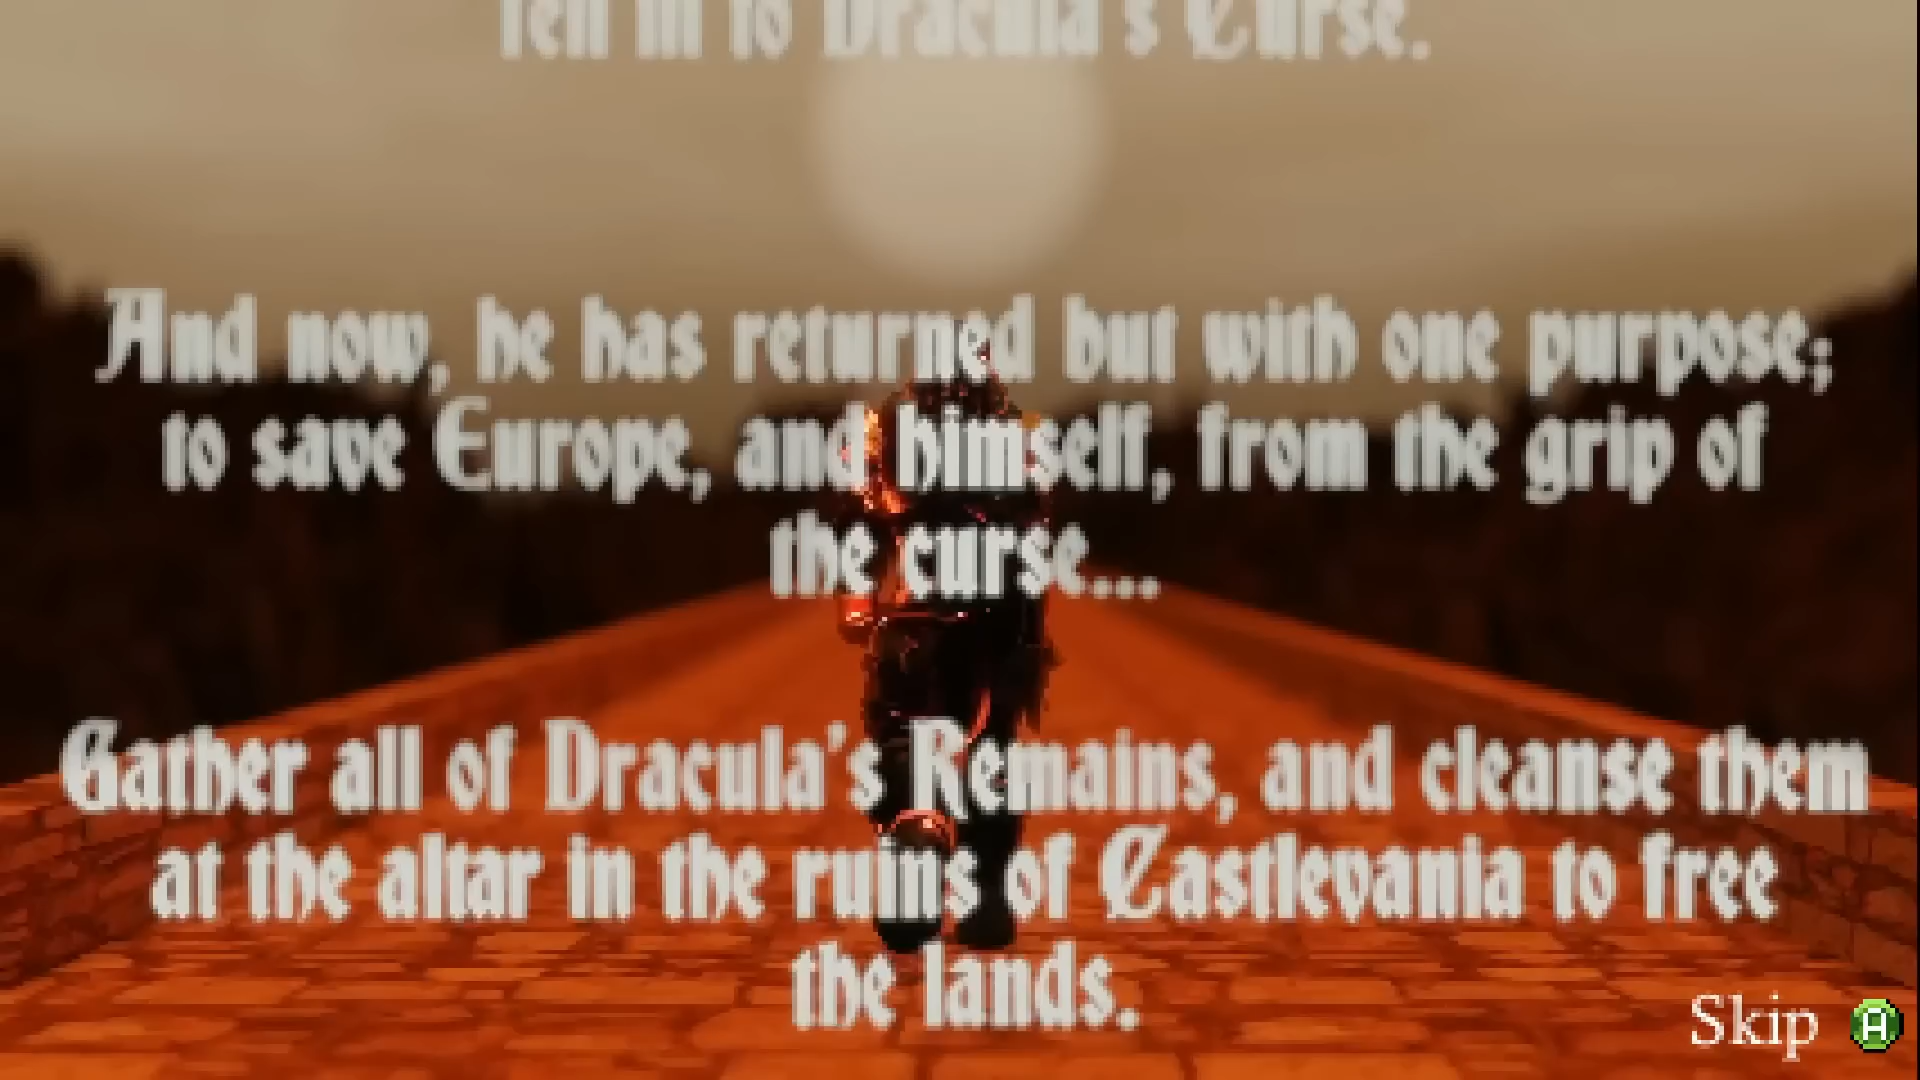 fell ill to Dracula's Curse.
And now, he has returned but with one purpose;
to save Europe, and himself, from the grip of
the curse...
Gather all of Dracula's Remains, and cleanse them
at the altar in the ruins of Castlevania to free
the lands.
Skip A